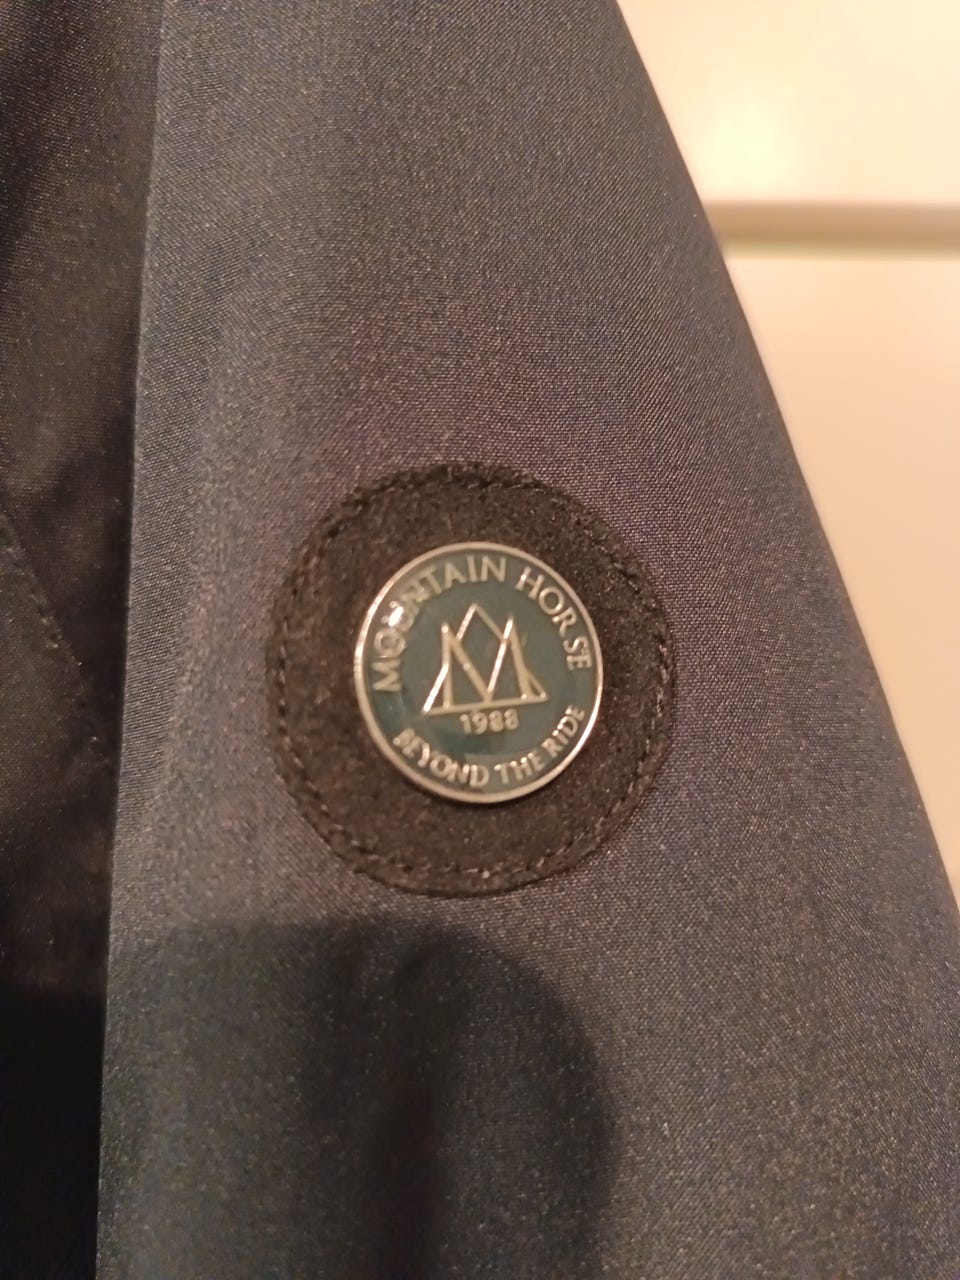 MOUNTAIN HORSE
1988
BEYOND THE RIDE